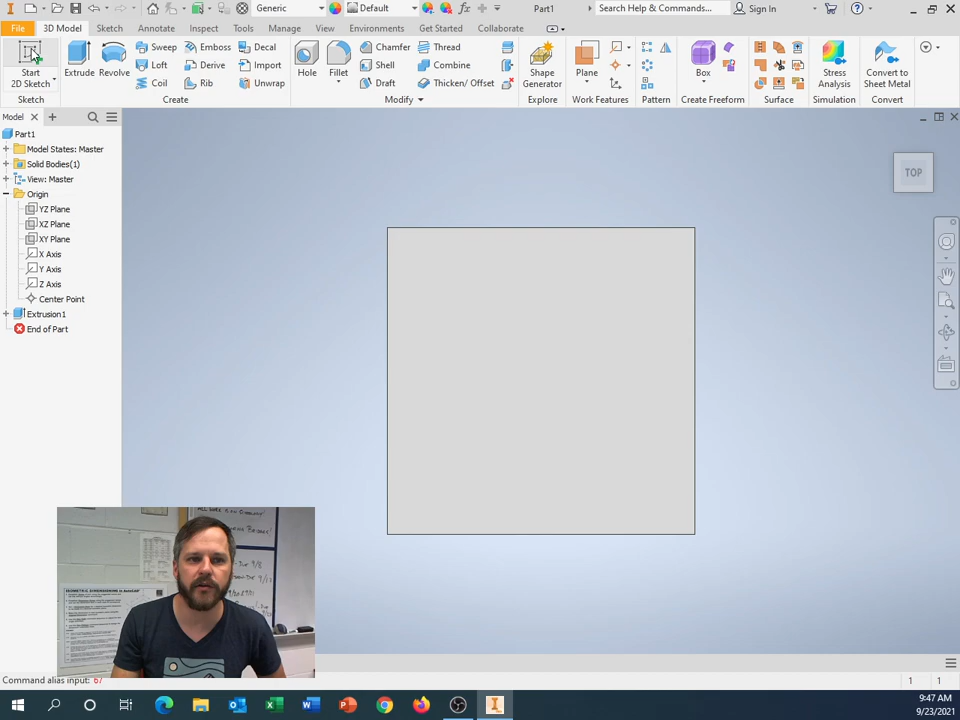 Generic
Default
Part1
Search Help & Commands...
Sign In
File
3D Model
Sketch
Annotate
Inspect
Tools
Manage
View
Environments
Get Started
Collaborate
Start
2D Sketch
Extrude
Revolve
Sweep
Emboss
Decal
Loft
Derive
Import
Coil
Rib
Unwrap
Hole
Fillet
Chamfer
Thread
Shell
Combine
Draft
Thicken/ Offset
Shape
Generator
Plane
Box
Stress
Analysis
Convert to
Sheet Metal
Sketch
Create
Modify
Explore
Work Features
Pattern
Create Freeform
Surface
Simulation
Convert
Model
Part1
Model States: Master
Solid Bodies(1)
View: Master
Origin
YZ Plane
XZ Plane
XY Plane
X Axis
Y Axis
Z Axis
Center Point
Extrusion1
End of Part
TOP
Command alias input: 67
1 1
9:47 AM
9/23/2021